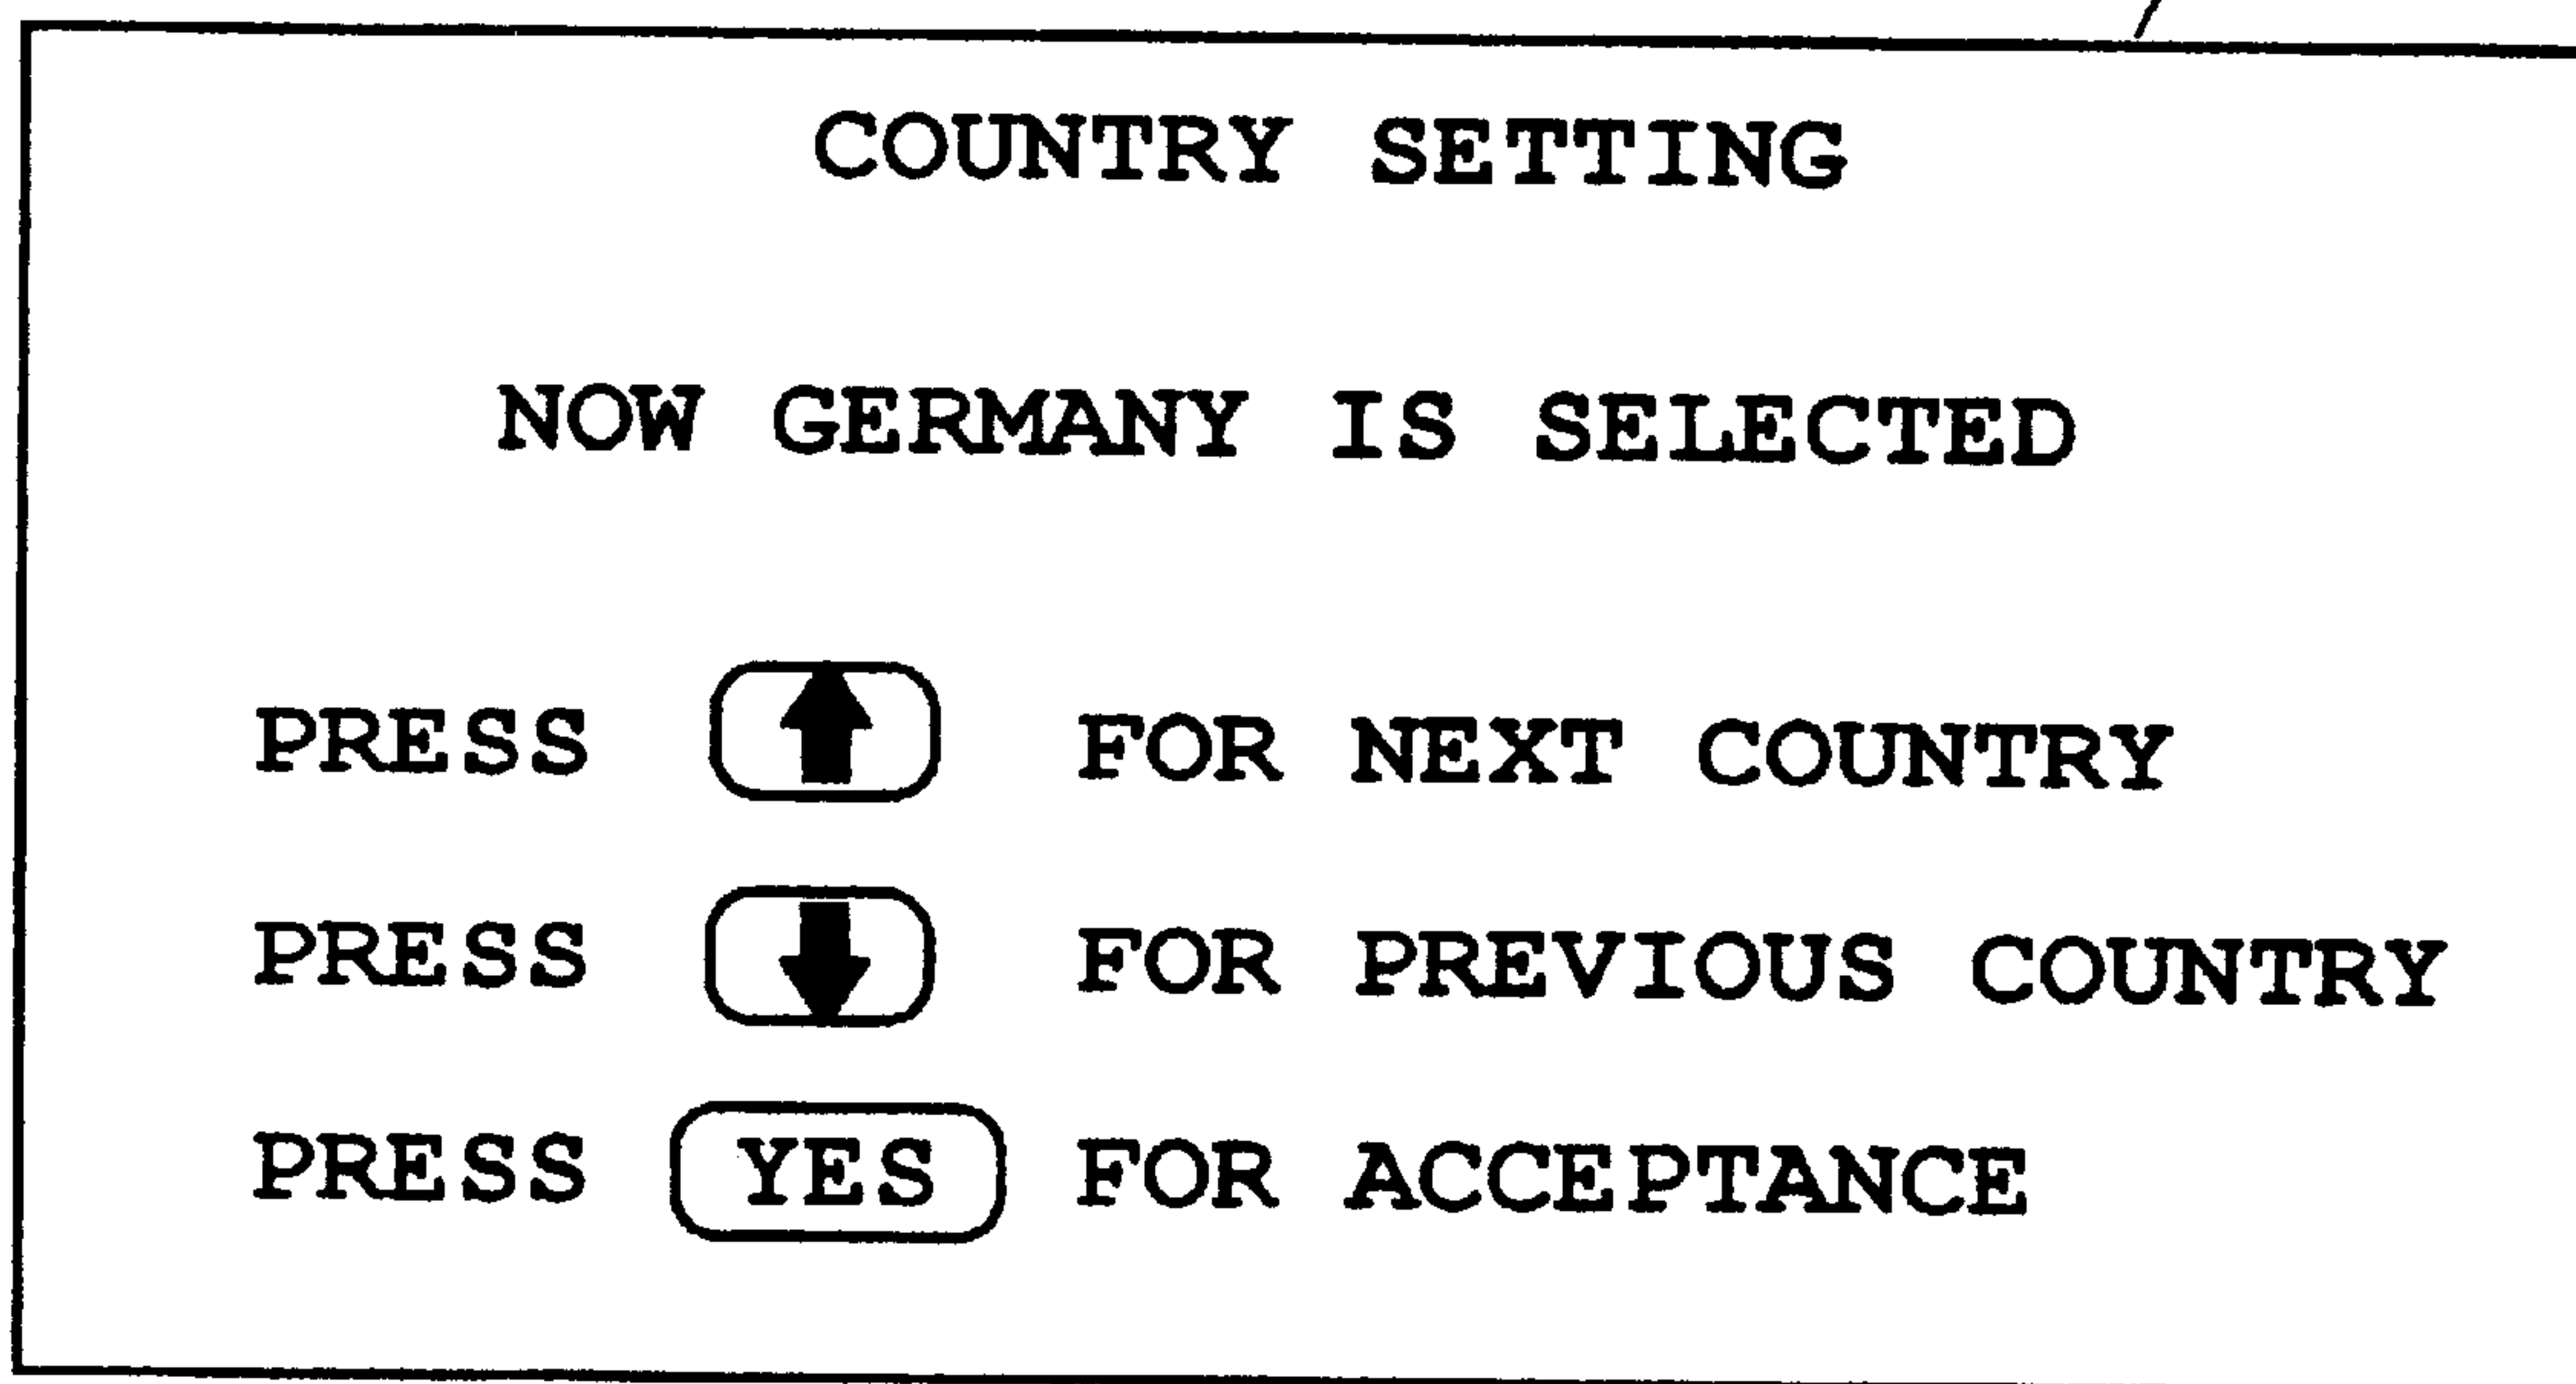 COUNTRY SETTING
NOW GERMANY IS SELECTED
PRESS ⬆ FOR NEXT COUNTRY
PRESS ⬇ FOR PREVIOUS COUNTRY
PRESS YES FOR ACCEPTANCE